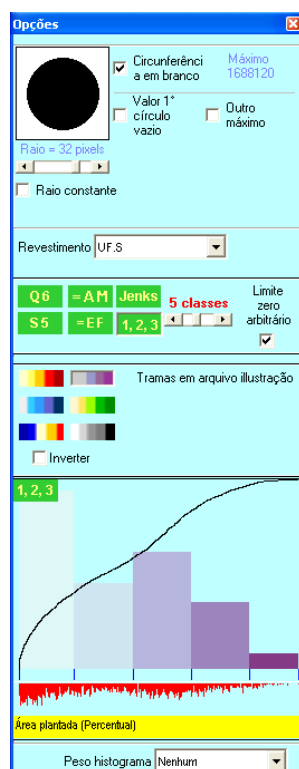 Opções
Circunferênci
a em branco
Máximo
1688120
Valor 1°
círculo
vazio
Outro
máximo
Raio = 32 pixels
Raio constante
Revestimento UF.S
Q6 =AM Jenks
S5 =EF 1, 2, 3
5 classes
Limite
zero
arbitrário
Tramas em arquivo illustração
Inverter
1, 2, 3
Área plantada (Percentual)
Peso histograma Nenhum